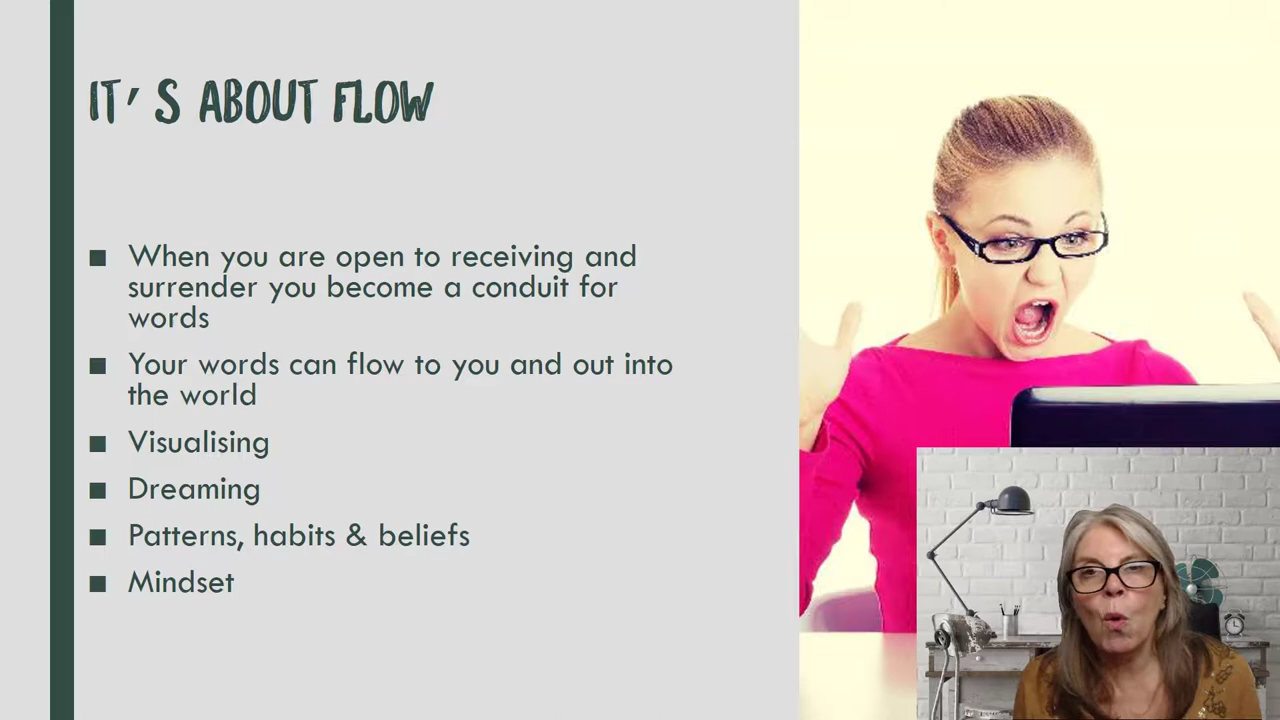 IT'S ABOUT FLOW
■ When you are open to receiving and
surrender you become a conduit for
words
■ Your words can flow to you and out into
the world
■ Visualising
■ Dreaming
■ Patterns, habits & beliefs
■ Mindset